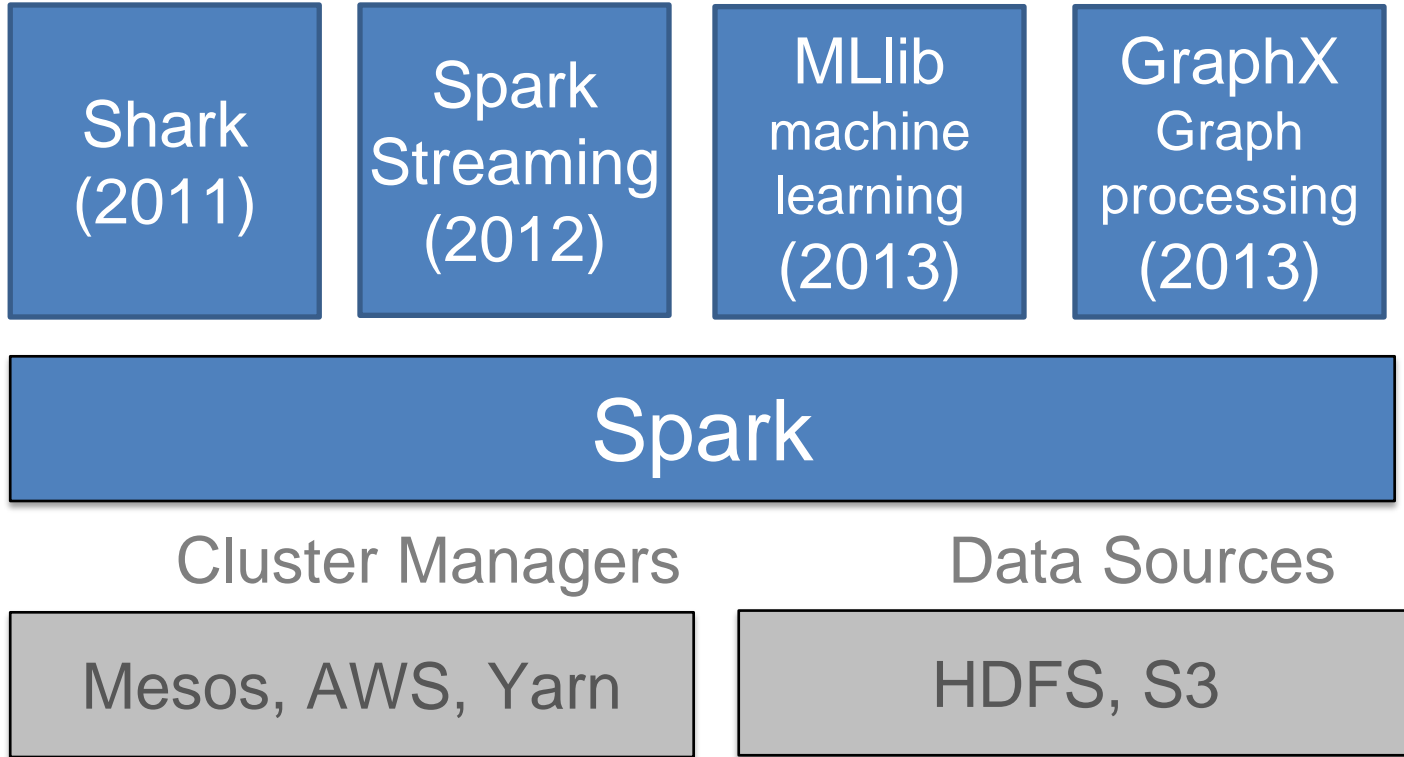 Shark
(2011)
Spark
Streaming
(2012)
MLlib
machine
learning
(2013)
GraphX
Graph
processing
(2013)
Spark
Cluster Managers
Data Sources
Mesos, AWS, Yarn
HDFS, S3